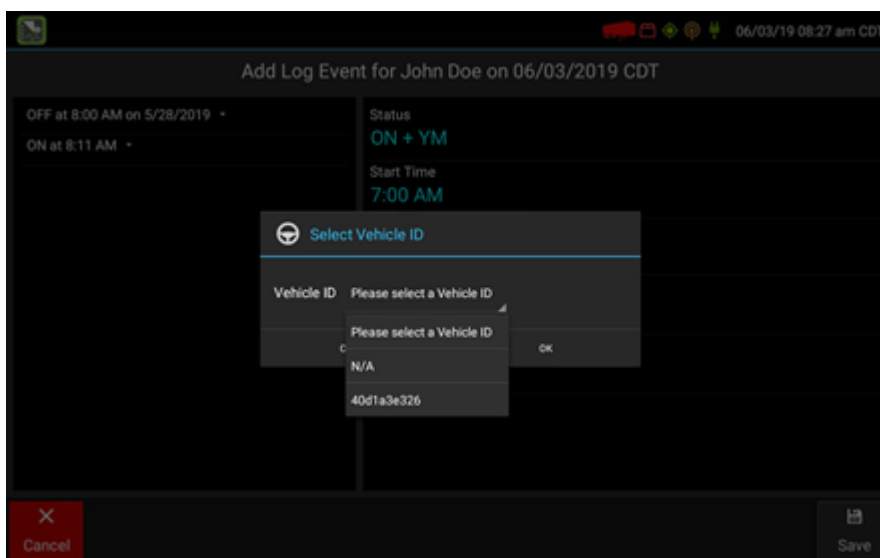 06/03/19 08:27 am CDT
Add Log Event for John Doe on 06/03/2019 CDT
OFF at 8:00 AM on 5/28/2019
ON at 8:11 AM
Status
ON + YM
Start Time
7:00 AM
Select Vehicle ID
Vehicle ID Please select a Vehicle ID
Please select a Vehicle ID
C OK
N/A
40d1a3e326
Cancel Save